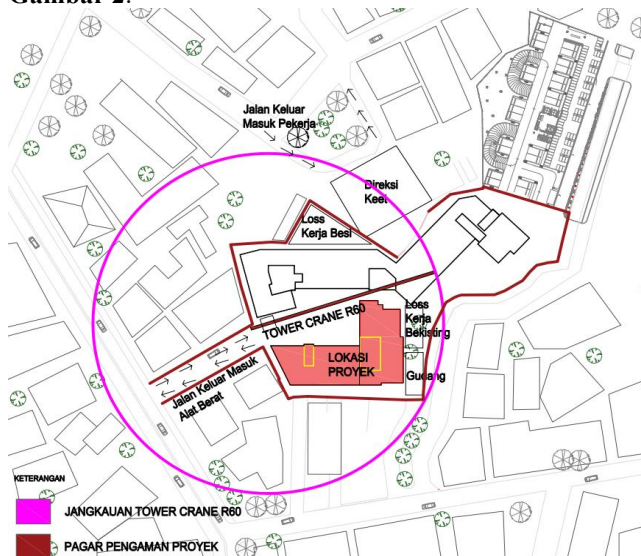 Gambar 2.
Jalan Keluar
Masuk Pekerja
Direksi
Keet
Loss
Kerja Besi
TOWER CRANE R60
Loss
Kerja
Bekisting
LOKASI
PROYEK
Gudang
Jalan Keluar Masuk
Alat Berat
KETERANGAN
JANGKAUAN TOWER CRANE R60
PAGAR PENGAMAN PROYEK